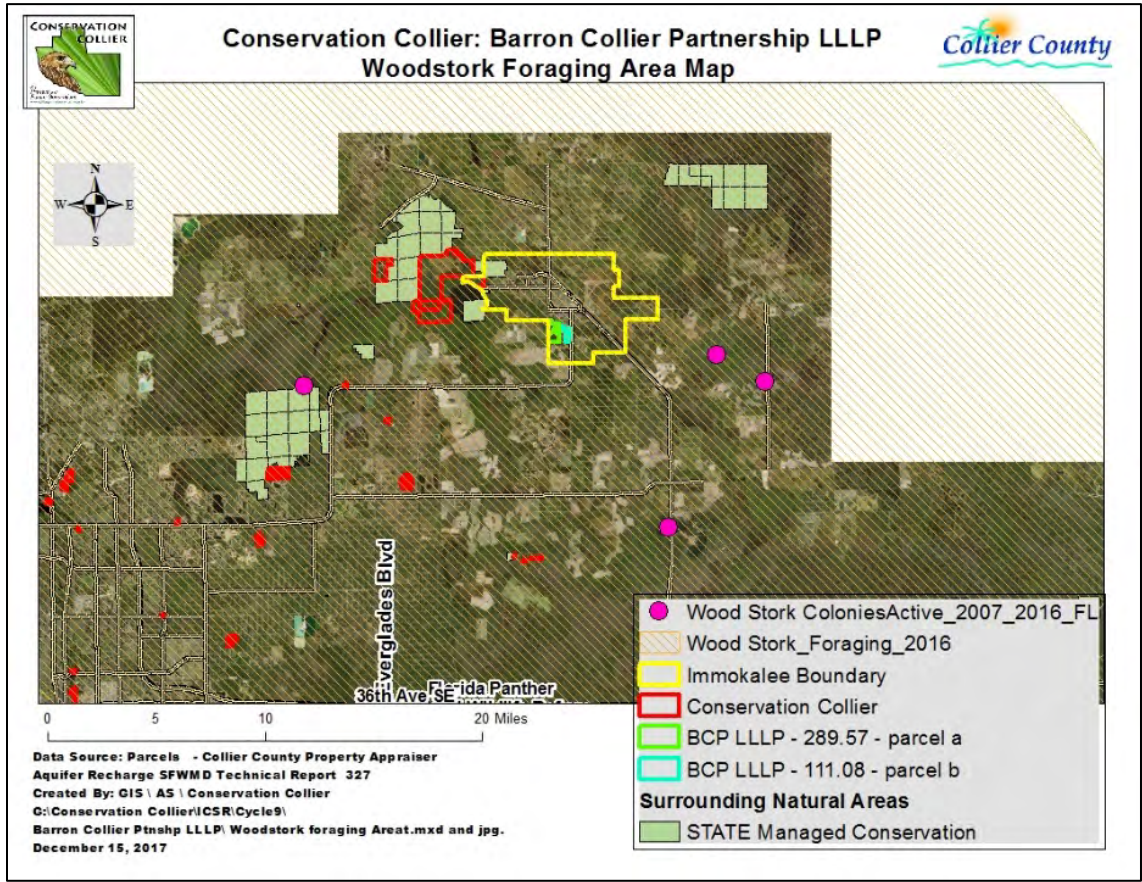 CONSERVATION
COLLIER
Conservation Collier: Barron Collier Partnership LLLP
Woodstork Foraging Area Map
Collier County
N
W E
S
Everglades Blvd
36th Ave SE
Florida Panther
0 5 10 20 Miles
Wood Stork ColoniesActive_2007_2016_FL
Wood Stork_Foraging_2016
Immokalee Boundary
Conservation Collier
BCP LLLP - 289.57 - parcel a
BCP LLLP - 111.08 - parcel b
Surrounding Natural Areas
STATE Managed Conservation
Data Source: Parcels - Collier County Property Appraiser
Aquifer Recharge SFWMD Technical Report 327
Created By: GIS \ AS \ Conservation Collier
G:\Conservation Collier\ICSR\Cycle9\
Barron Collier Ptnshp LLLP\ Woodstork foraging Areat.mxd and jpg.
December 15, 2017